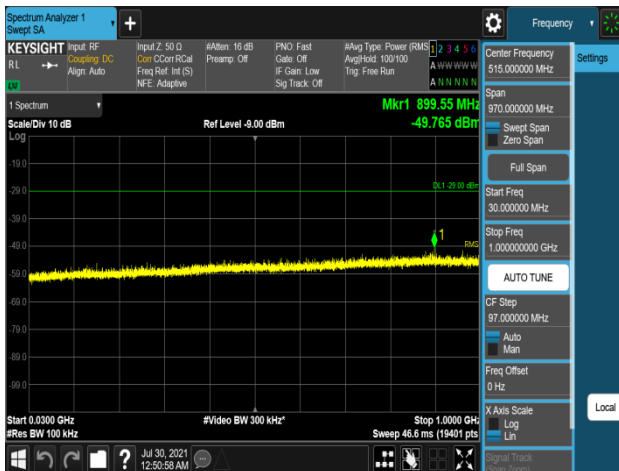 Spectrum Analyzer 1
Swept SA
+
Frequency
KEYSIGHT
RL
Input: RF
Coupling: DC
Align: Auto
Input Z: 50 Ω
Corr CCorr RCal
Freq Ref: Int (S)
NFE: Adaptive
#Atten: 16 dB
Preamp: Off
PNO: Fast
Gate: Off
IF Gain: Low
Sig Track: Off
#Avg Type: Power (RMS
Avg|Hold: 100/100
Trig: Free Run
1 2 3 4 5 6
A W W W W W
A N N N N N
1 Spectrum
Scale/Div 10 dB
Ref Level -9.00 dBm
Mkr1 899.55 MHz
-49.765 dBm
Log
-19.0
-29.0
-39.0
-49.0
-59.0
-69.0
-79.0
-89.0
-99.0
DL1 -29.00 dBm
1
RMS
Start 0.0300 GHz
#Res BW 100 kHz
#Video BW 300 kHz*
Stop 1.0000 GHz
Sweep 46.6 ms (19401 pts)
Jul 30, 2021
12:50:58 AM
?
Center Frequency
515.000000 MHz
Span
970.000000 MHz
Swept Span
Zero Span
Full Span
Start Freq
30.000000 MHz
Stop Freq
1.000000000 GHz
AUTO TUNE
CF Step
97.000000 MHz
Auto
Man
Freq Offset
0 Hz
X Axis Scale
Log
Lin
Signal Track
(Span Zoom)
Settings
Local